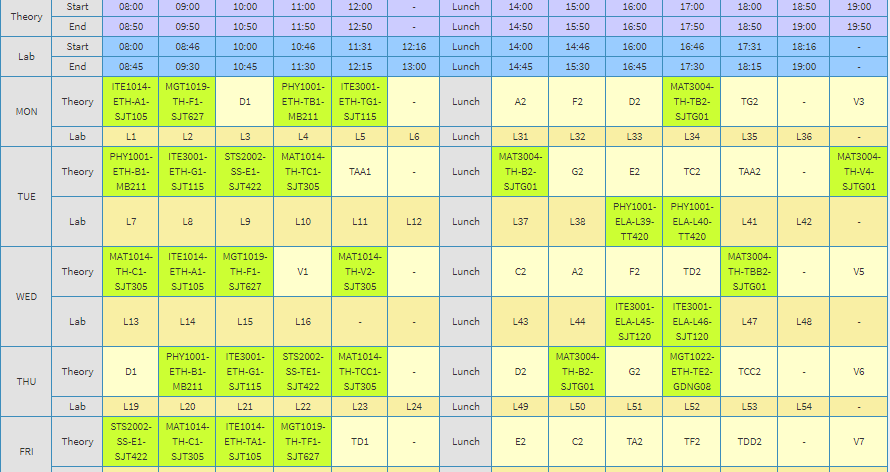 Theory Start 08:00 09:00 10:00 11:00 12:00 - Lunch 14:00 15:00 16:00 17:00 18:00 18:00 19:00
End 08:50 09:50 10:50 11:50 12:50 - Lunch 14:50 15:50 16:50 17:50 18:50 19:00 19:50
Lab Start 08:00 08:46 10:00 10:46 11:31 12:16 Lunch 14:00 14:46 16:00 16:46 17:31 18:16 -
End 08:45 09:30 10:45 11:30 12:15 13:00 Lunch 14:45 15:30 16:45 17:30 18:15 19:00 -
MON Theory ITE1014-ETH-A1-SJT105 MGT1019-TH-F1-SJT627 D1 PHY1001-ETH-TB1-MB211 ITE3001-ETH-TG1-SJT115 - Lunch A2 F2 D2 MAT3004-TH-TB2-SJTG01 TG2 - V3
Lab L1 L2 L3 L4 L5 L6 Lunch L31 L32 L33 L34 L35 L36 -
TUE Theory PHY1001-ETH-B1-MB211 ITE3001-ETH-G1-SJT115 STS2002-SS-E1-SJT422 MAT1014-TH-TC1-SJT305 TAA1 - Lunch MAT3004-TH-B2-SJTG01 G2 E2 TC2 TAA2 - MAT3004-TH-V4-SJTG01
Lab L7 L8 L9 L10 L11 L12 Lunch L37 L38 PHY1001-ELA-L39-TT420 PHY1001-ELA-L40-TT420 L41 L42 -
WED Theory MAT1014-TH-C1-SJT305 ITE1014-ETH-A1-SJT105 MGT1019-TH-F1-SJT627 V1 MAT1014-TH-V2-SJT305 - Lunch C2 A2 F2 TD2 MAT3004-TH-TBB2-SJTG01 - V5
Lab L13 L14 L15 L16 - - Lunch L43 L44 ITE3001-ELA-L45-SJT120 ITE3001-ELA-L46-SJT120 L47 L48 -
THU Theory D1 PHY1001-ETH-B1-MB211 ITE3001-ETH-G1-SJT115 STS2002-SS-TE1-SJT422 MAT1014-TH-TCC1-SJT305 - Lunch D2 MAT3004-TH-B2-SJTG01 G2 MGT1022-ETH-TE2-GDNG08 TCC2 - V6
Lab L19 L20 L21 L22 L23 L24 Lunch L49 L50 L51 L52 L53 L54 -
FRI Theory STS2002-SS-E1-SJT422 MAT1014-TH-C1-SJT305 ITE1014-ETH-TA1-SJT105 MGT1019-TH-TF1-SJT627 TD1 - Lunch E2 C2 TA2 TF2 TDD2 - V7